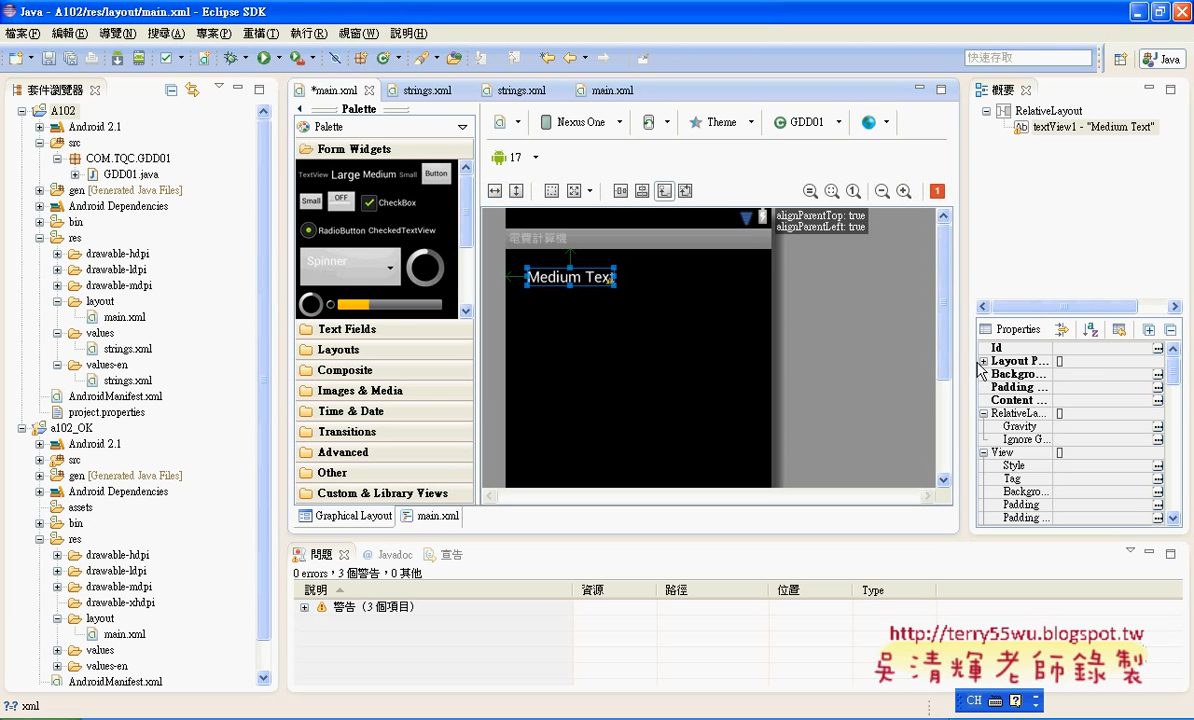 Java - A102/res/layout/main.xml - Eclipse SDK
檔案(F) 編輯(E) 導覽(N) 搜尋(A) 專案(P) 重構(T) 執行(R) 視窗(W) 說明(H)
快速存取
Java
套件瀏覽器
A102
Android 2.1
src
COM.TQC.GDD01
GDD01.java
gen [Generated Java Files]
Android Dependencies
bin
res
drawable-hdpi
drawable-ldpi
drawable-mdpi
layout
main.xml
values
strings.xml
values-en
strings.xml
AndroidManifest.xml
project.properties
a102_OK
Android 2.1
src
gen [Generated Java Files]
Android Dependencies
assets
bin
res
drawable-hdpi
drawable-ldpi
drawable-mdpi
drawable-xhdpi
layout
main.xml
values
values-en
AndroidManifest.xml
*main.xml strings.xml strings.xml main.xml
Palette
Palette
Form Widgets
TextView Large Medium Small Button
Small OFF CheckBox
RadioButton CheckedTextView
Spinner
Text Fields
Layouts
Composite
Images & Media
Time & Date
Transitions
Advanced
Other
Custom & Library Views
Nexus One Theme GDD01
17
1
電費計算機
Medium Text
alignParentTop: true
alignParentLeft: true
Graphical Layout main.xml
概要
RelativeLayout
textView1 - "Medium Text"
Properties
Id
Layout P... []
Backgro...
Padding
Content ...
RelativeLa... []
Gravity
Ignore G...
View []
Style
Tag
Backgro...
Padding
Padding ...
問題 Javadoc 宣告
0 errors，3 個警告，0 其他
說明 資源 路徑 位置 Type
警告 (3 個項目)
http://terry55wu.blogspot.tw
吳清輝老師錄製
CH
xml